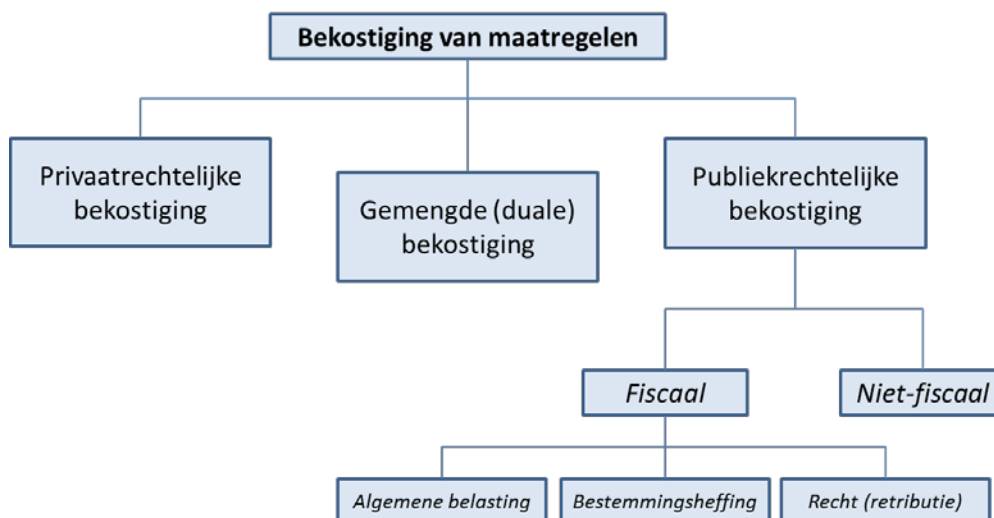 Bekostiging van maatregelen
Privaatrechtelijke
bekostiging
Gemengde (duale)
bekostiging
Publiekrechtelijke
bekostiging
Fiscaal
Niet-fiscaal
Algemene belasting
Bestemmingsheffing
Recht (retributie)